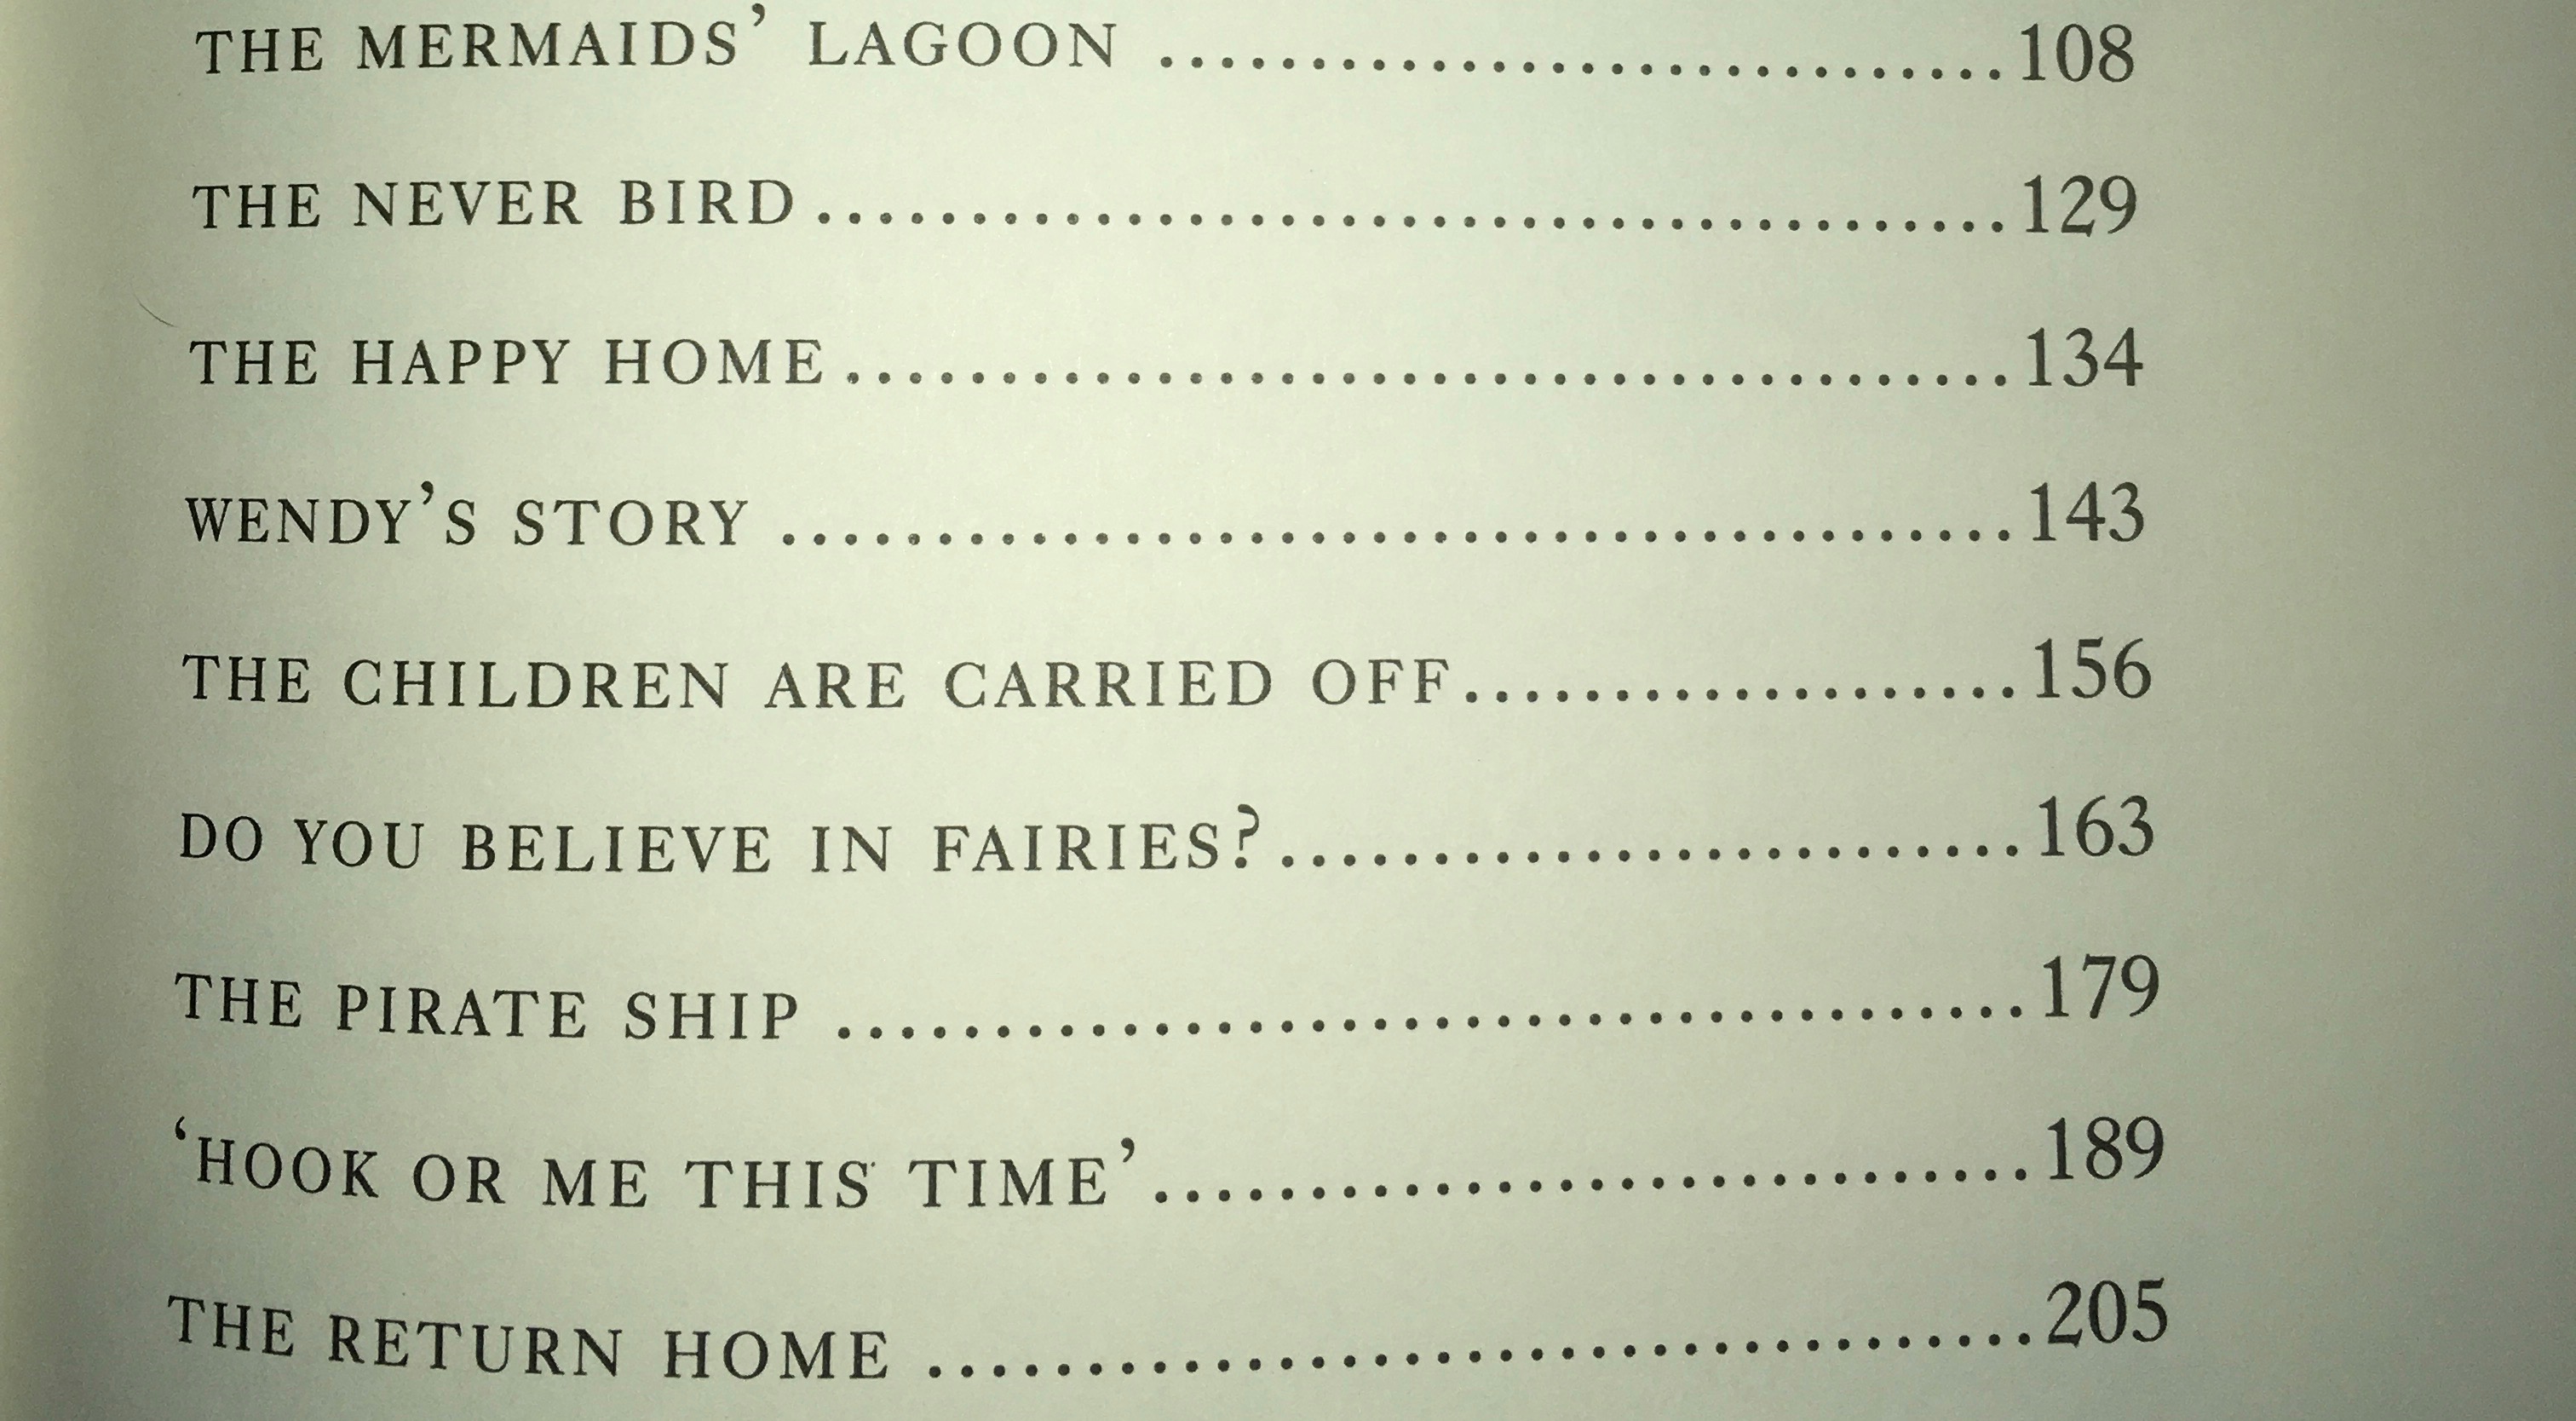 THE MERMAIDS’ LAGOON ............................108
THE NEVER BIRD.......................................129
THE HAPPY HOME......................................134
WENDY’S STORY ........................................143
THE CHILDREN ARE CARRIED OFF..................156
DO YOU BELIEVE IN FAIRIES?........................163
THE PIRATE SHIP ......................................179
‘HOOK OR ME THIS TIME’............................189
THE RETURN HOME ...................................205